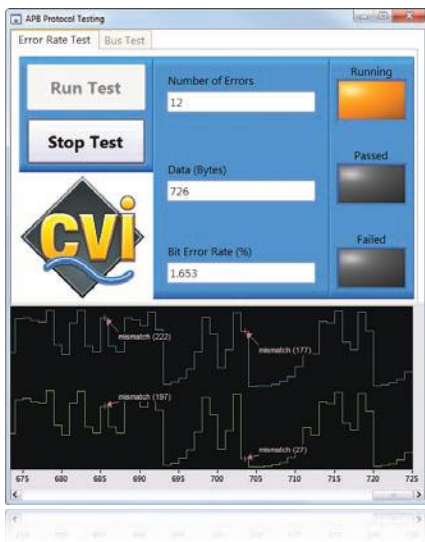 APB Protocol Testing
Error Rate Test
Bus Test
Run Test
Stop Test
Number of Errors
12
Data (Bytes)
726
Bit Error Rate (%)
1.653
Running
Passed
Failed
CVI
mismatch (222)
mismatch (177)
mismatch (197)
mismatch (27)
675 680 685 690 695 700 705 710 715 720 725